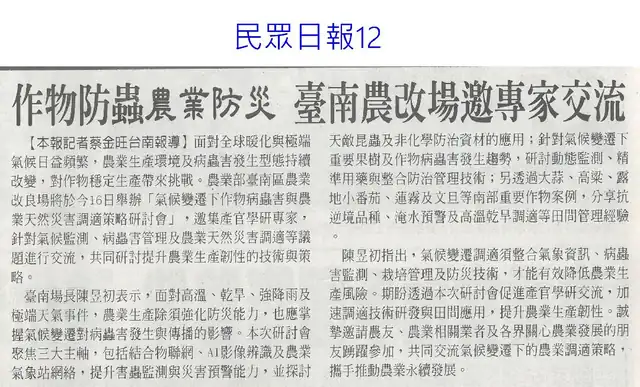 民眾日報12
作物防蟲農業防災 臺南農改場邀專家交流
【本報記者蔡金旺台南報導】面對全球暖化與極端
氣候日益頻繁，農業生產環境及病蟲害發生型態持續
改變，對作物穩定生產帶來挑戰。農業部臺南區農業
改良場將於今16日舉辦「氣候變遷下作物病蟲害與農
業天然災害調適策略研討會」，邀集產官學研專家，
針對氣候監測、病蟲害管理及農業天然災害調適等議
題進行交流，共同研討提升農業生產韌性的技術與策
略。
臺南場長陳昱初表示，面對高溫、乾旱、強降雨及
極端天氣事件，農業生產除須強化防災能力，也應掌
握氣候變遷對病蟲害發生與傳播的影響。本次研討會
聚焦三大主軸，包括結合物聯網、AI影像辨識及農業
氣象站網絡，提升害蟲監測與災害預警能力，並探討
天敵昆蟲及非化學防治資材的應用；針對氣候變遷下
重要果樹及作物病蟲害發生趨勢，研討動態監測、精
準用藥與整合防治管理技術；另透過大蒜、高粱、露
地小番茄、蓮霧及文旦等南部重要作物案例，分享抗
逆境品種、淹水預警及高溫乾旱調適等田間管理經驗
。
陳昱初指出，氣候變遷調適須整合氣象資訊、病蟲
害監測、栽培管理及防災技術，才能有效降低農業生
產風險。期盼透過本次研討會促進產官學研交流，加
速調適技術研發與田間應用，提升農業生產韌性。誠
摯邀請農友、農業相關業者及各界關心農業發展的朋
友踴躍參加，共同交流氣候變遷下的農業調適策略，
攜手推動農業永續發展。